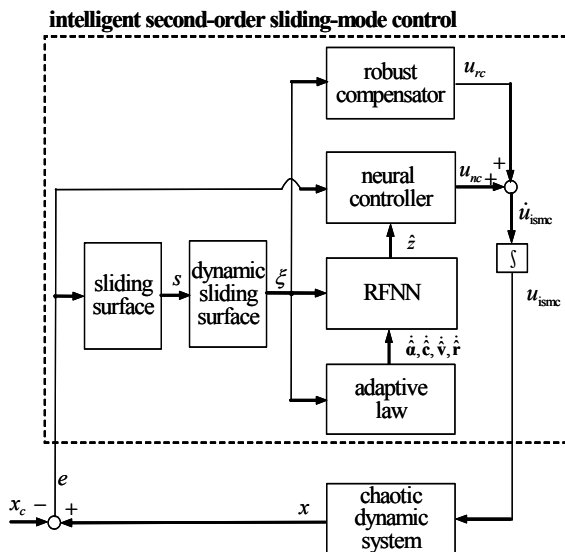 intelligent second-order sliding-mode control
robust
compensator
u_rc
neural
controller
u_nc
+
+
u̇_ismc
ẑ
∫
sliding
surface
s
dynamic
sliding
surface
ξ
RFNN
u_ismc
α̂̇, ĉ̇, v̂̇, r̂̇
adaptive
law
e
x_c
−
+
x
chaotic
dynamic
system